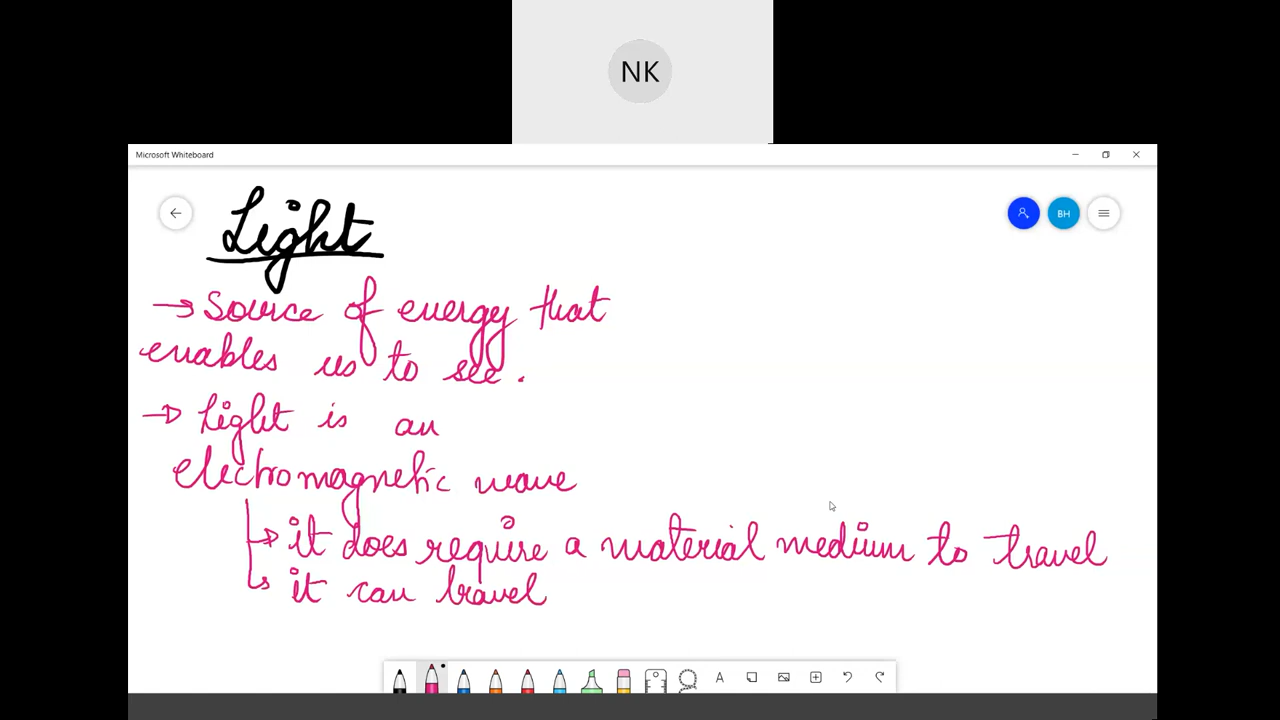 NK
Microsoft Whiteboard
Light
BH
→ Source of energy that
enables us to see.
→ Light is an
electromagnetic wave
→ it does require a material medium to travel
→ it can travel
A